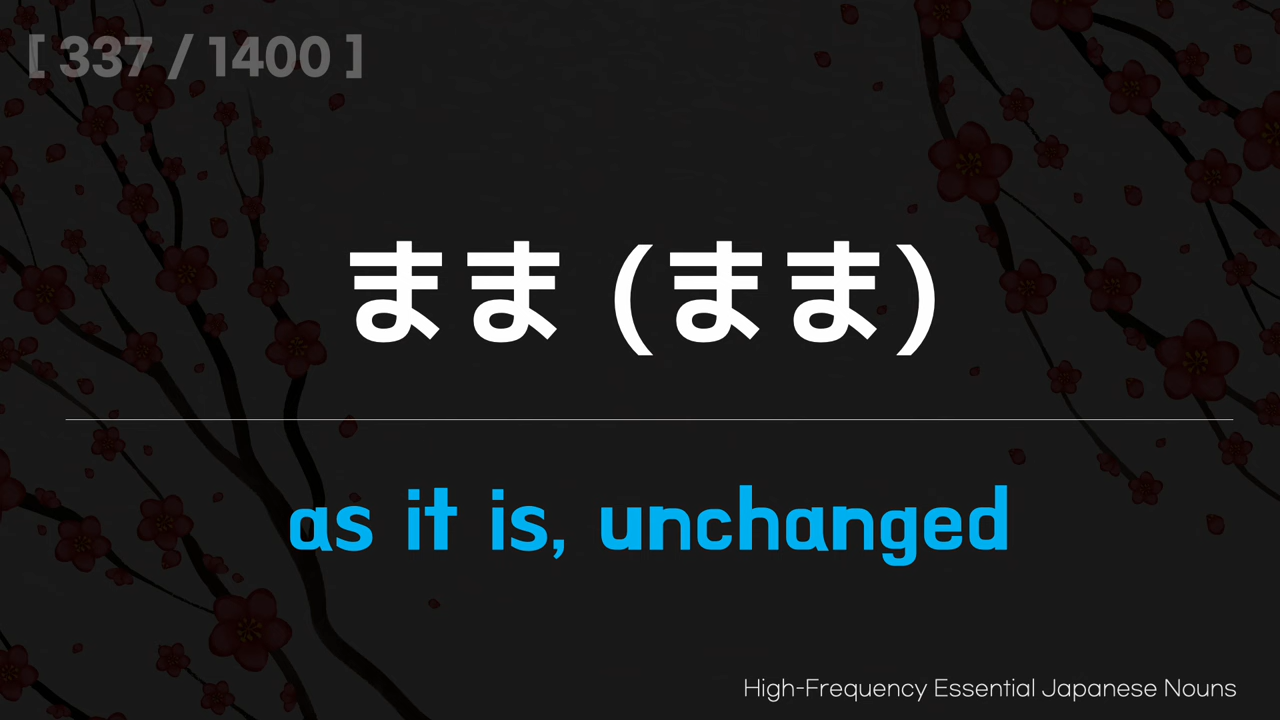 [ 337 / 1400 ]
まま (まま)
as it is, unchanged
High-Frequency Essential Japanese Nouns